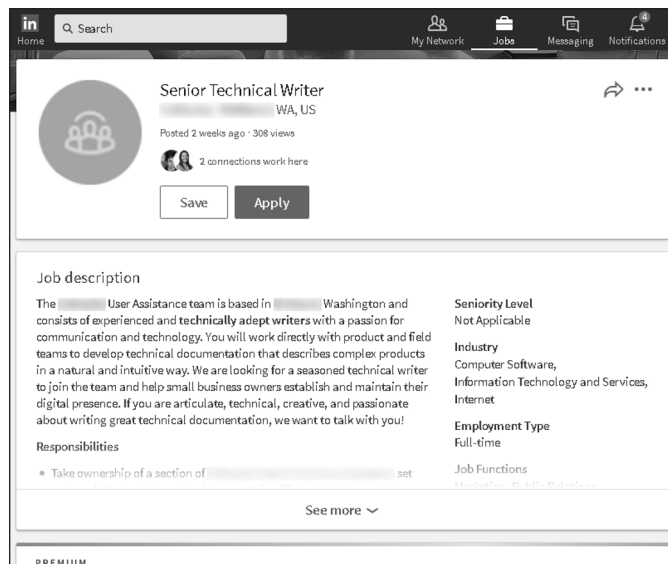 in
Search
4
Home
My Network
Jobs
Messaging
Notifications
Senior Technical Writer
WA, US
Posted 2 weeks ago · 308 views
2 connections work here
Save
Apply
Job description
The User Assistance team is based in Washington and
consists of experienced and technically adept writers with a passion for
communication and technology. You will work directly with product and field
teams to develop technical documentation that describes complex products
in a natural and intuitive way. We are looking for a seasoned technical writer
to join the team and help small business owners establish and maintain their
digital presence. If you are articulate, technical, creative, and passionate
about writing great technical documentation, we want to talk with you!
Responsibilities
• Take ownership of a section of set
Seniority Level
Not Applicable
Industry
Computer Software,
Information Technology and Services,
Internet
Employment Type
Full-time
Job Functions
Marketing, Public Relations
See more
PREMIUM